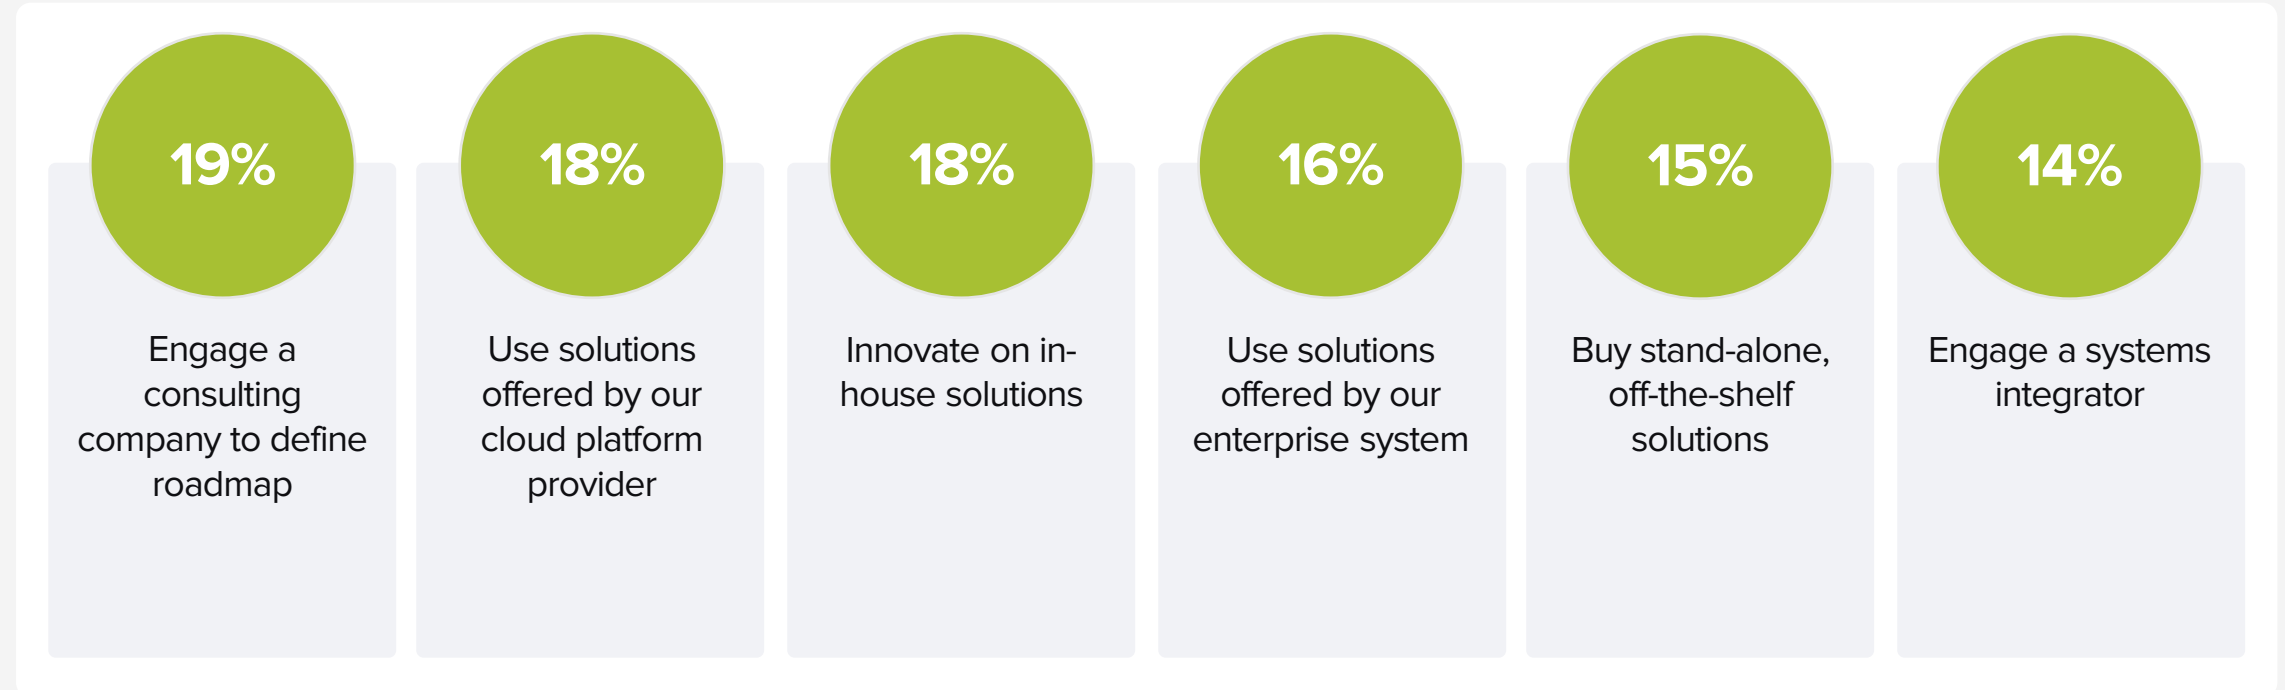 19%
Engage a
consulting
company to define
roadmap
18%
Use solutions
offered by our
cloud platform
provider
18%
Innovate on in-
house solutions
16%
Use solutions
offered by our
enterprise system
15%
Buy stand-alone,
off-the-shelf
solutions
14%
Engage a systems
integrator